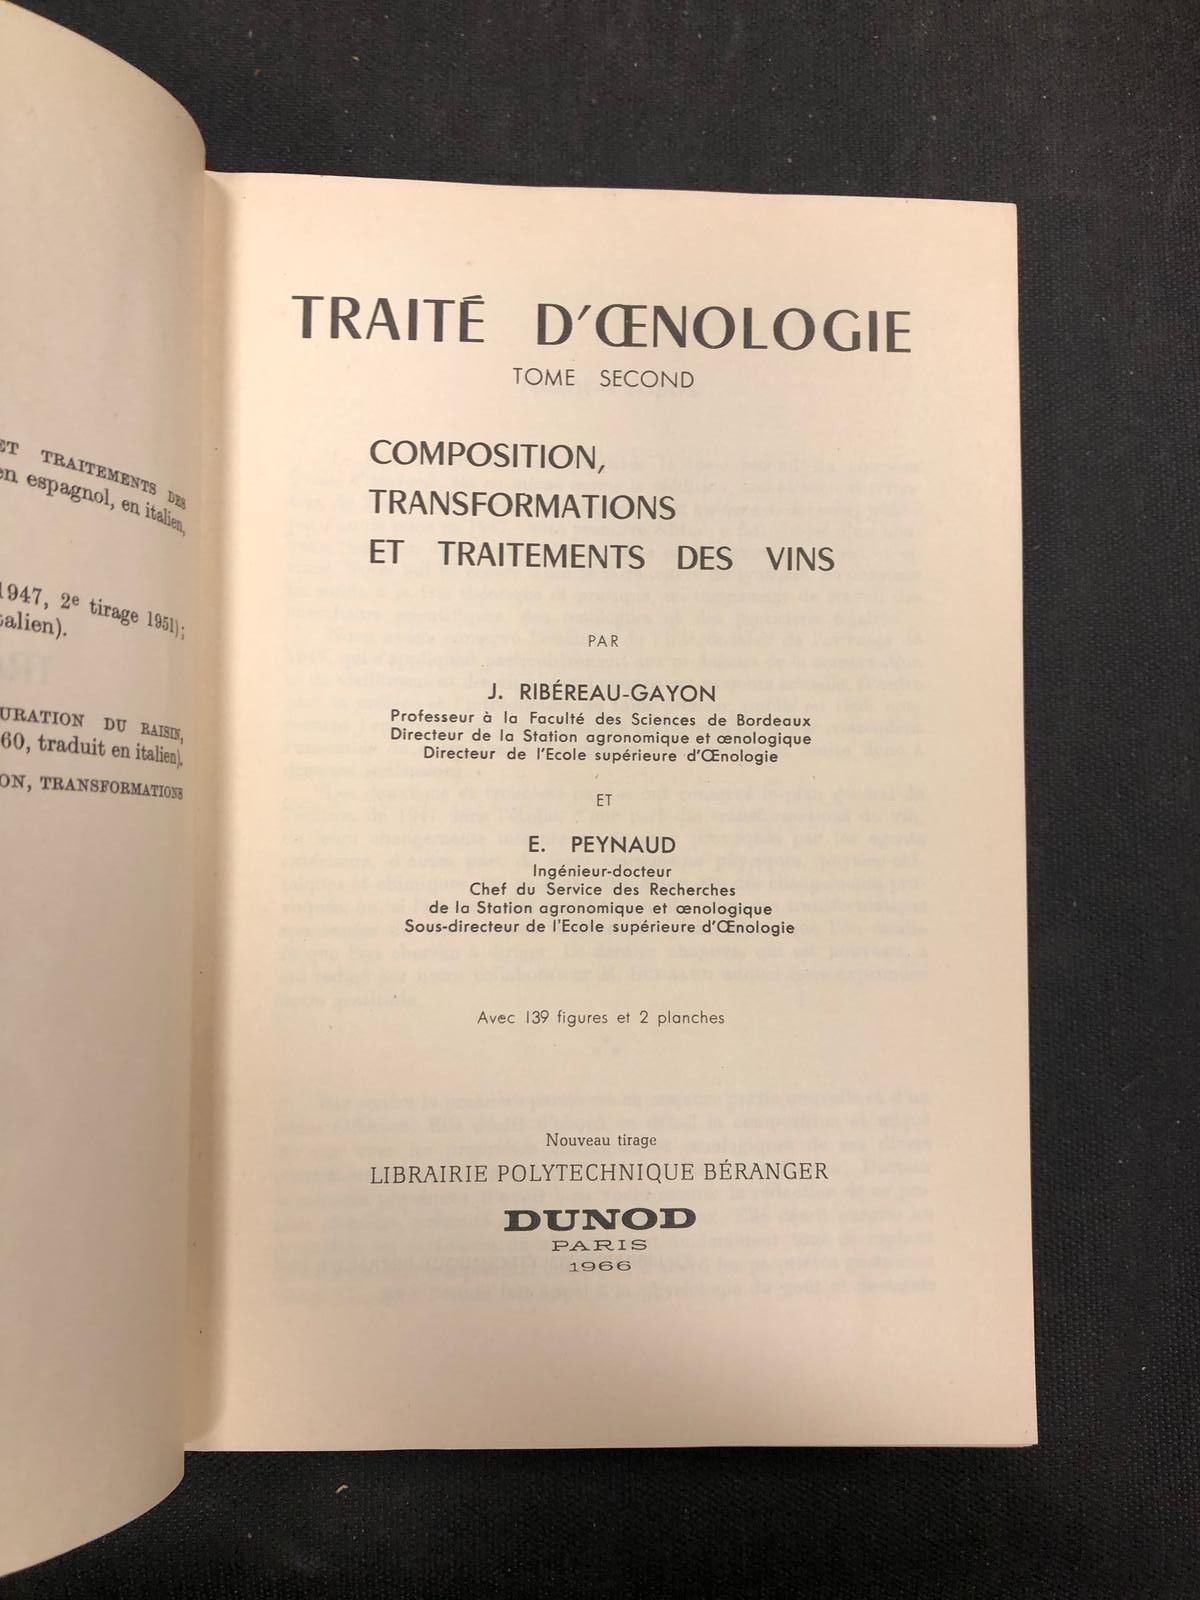 ET TRAITEMENTS DES
en espagnol, en italien,
1947, 2e tirage 1951);
italien).
URATION DU RAISIN,
60, traduit en italien).
ON, TRANSFORMATIONS
TRAITÉ D'ŒNOLOGIE
TOME SECOND
COMPOSITION,
TRANSFORMATIONS
ET TRAITEMENTS DES VINS
PAR
J. RIBÉREAU-GAYON
Professeur à la Faculté des Sciences de Bordeaux
Directeur de la Station agronomique et œnologique
Directeur de l'Ecole supérieure d'Œnologie
ET
E. PEYNAUD
Ingénieur-docteur
Chef du Service des Recherches
de la Station agronomique et œnologique
Sous-directeur de l'Ecole supérieure d'Œnologie
Avec 139 figures et 2 planches
Nouveau tirage
LIBRAIRIE POLYTECHNIQUE BÉRANGER
DUNOD
PARIS
1966